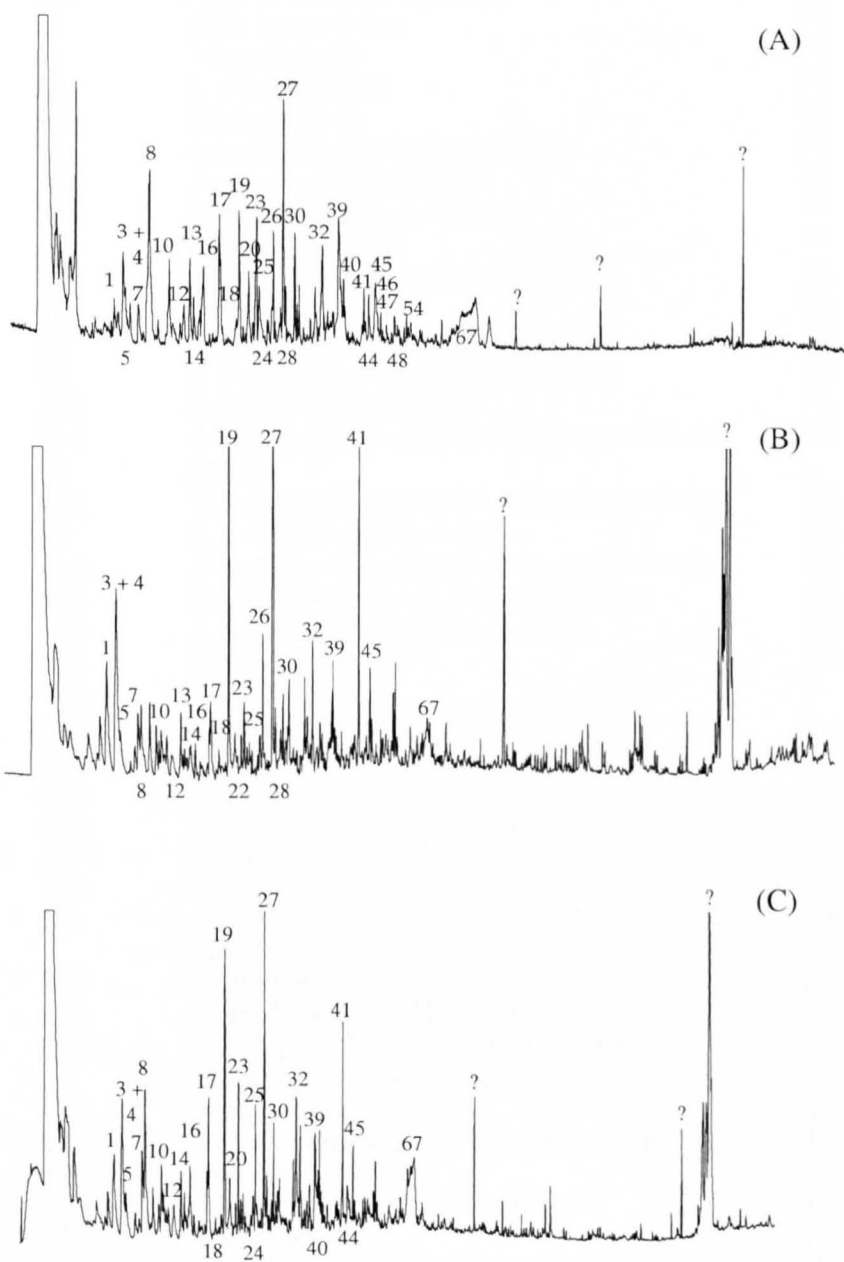 (A)
27
?
8
19
17 23 39
3 + 13 26 30 32 ?
4 10 16 20 40 45
1 7 12 18 25 41 46 ?
47 54
67
5 14 24 28 44 48
(B)
19 27 41 ?
?
3 + 4
26
1 32
39
7 13 17 23 30 45
5 10 16 18 25 67
14
8 12 22 28
(C)
27 ?
19
41
8
3 + 17 23 32 ?
4 25 ?
7 16 30 39
1 10 14 45 67
5 12 20
18 24 40 44